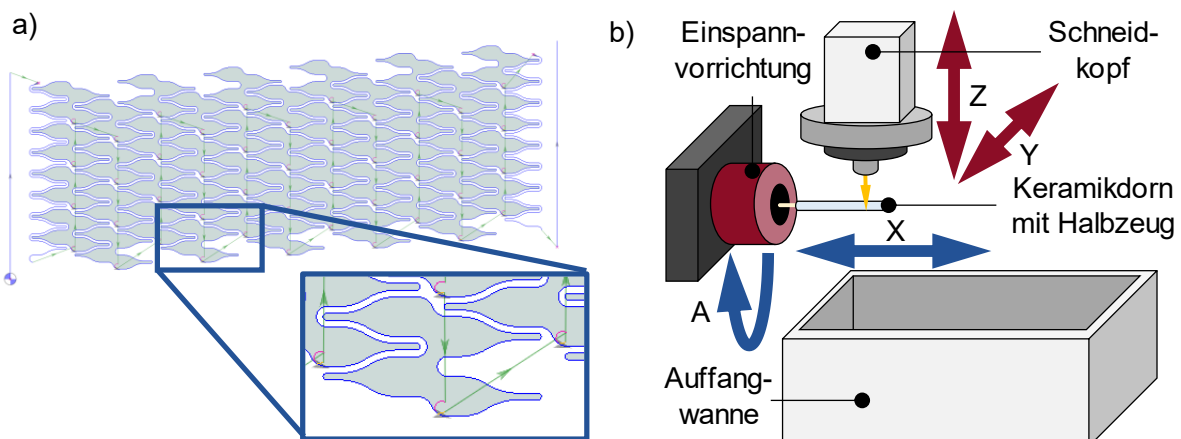 a)
b)
Einspann-
vorrichtung
Schneid-
kopf
Z
Y
Keramikdorn
mit Halbzeug
X
A
Auffang-
wanne